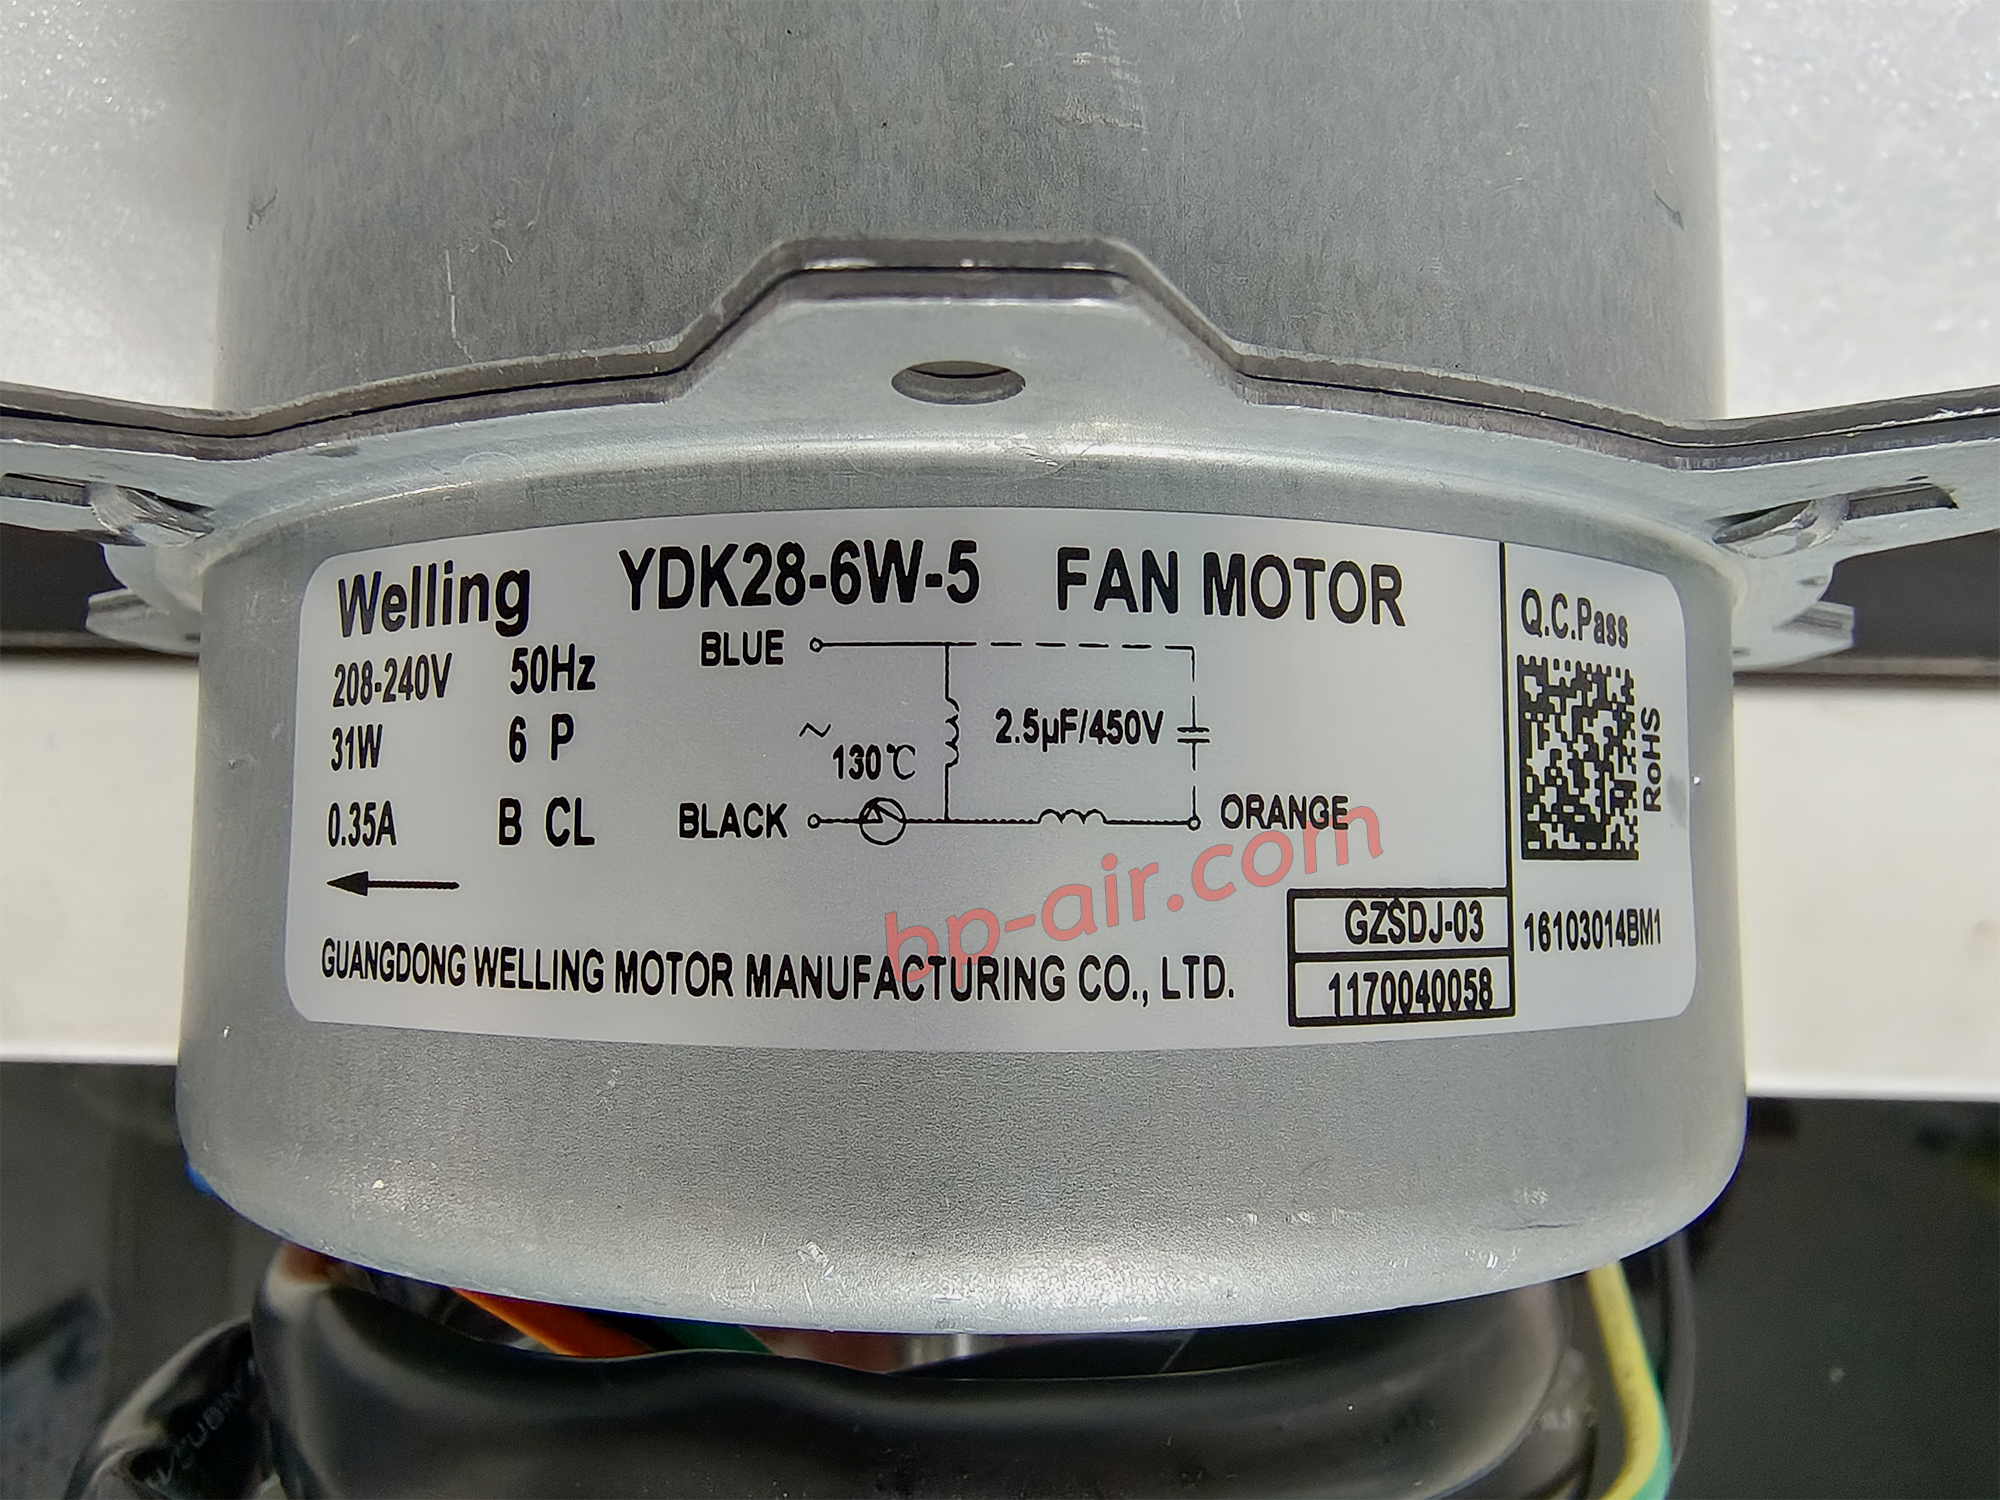 Welling YDK28-6W-5 FAN MOTOR
208-240V 50Hz
31W 6 P
0.35A B CL
BLUE
~ 2.5µF/450V
130℃
BLACK ORANGE
GUANGDONG WELLING MOTOR MANUFACTURING CO., LTD.
GZSDJ-03
1170040058
Q.C.Pass
RoHS
16103014BM1
bp-air.com